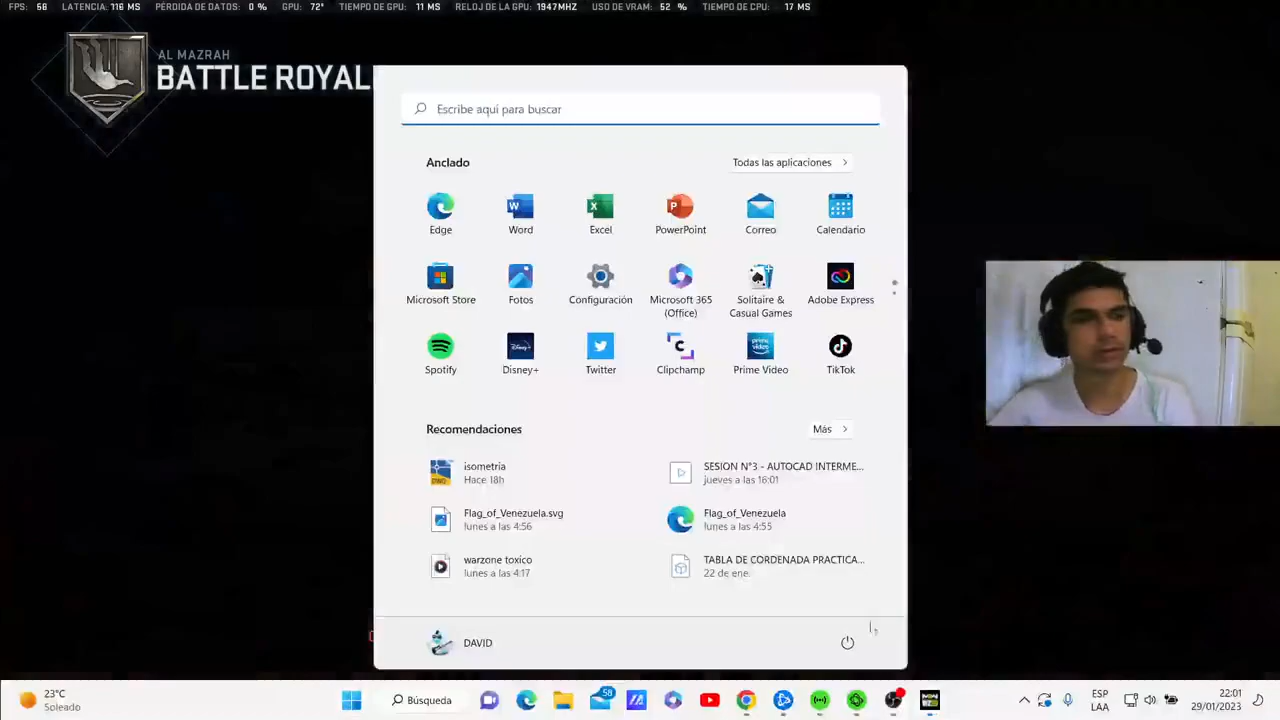 FPS: 56 LATENCIA: 116 MS PÉRDIDA DE DATOS: 0 % GPU: 72° TIEMPO DE GPU: 11 MS RELOJ DE LA GPU: 1947MHZ USO DE VRAM: 52 % TIEMPO DE CPU: 17 MS
AL MAZRAH
BATTLE ROYAL
Escribe aquí para buscar
Anclado
Todas las aplicaciones
Edge
Word
Excel
PowerPoint
Correo
Calendario
Microsoft Store
Fotos
Configuración
Microsoft 365
(Office)
Solitaire &
Casual Games
Adobe Express
Spotify
Disney+
Twitter
Clipchamp
Prime Video
TikTok
Recomendaciones
Más
isometria
Hace 18h
SESION N°3 - AUTOCAD INTERME...
jueves a las 16:01
Flag_of_Venezuela.svg
lunes a las 4:56
Flag_of_Venezuela
lunes a las 4:55
warzone toxico
lunes a las 4:17
TABLA DE CORDENADA PRACTICA...
22 de ene.
DAVID
23°C
Soleado
Búsqueda
58
ESP
LAA
22:01
29/01/2023